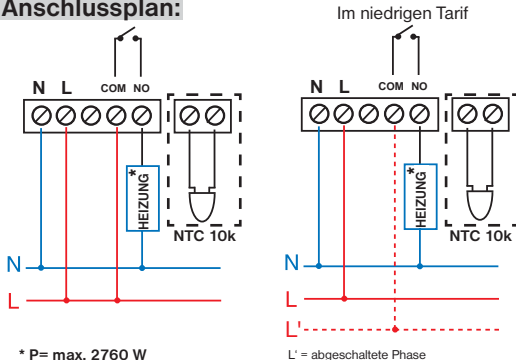 Anschlussplan:
Im niedrigen Tarif
N L COM NO
HEIZUNG
*
NTC 10k
N
L
* P= max. 2760 W
N L COM NO
HEIZUNG
*
NTC 10k
N
L
L'
L' = abgeschaltete Phase